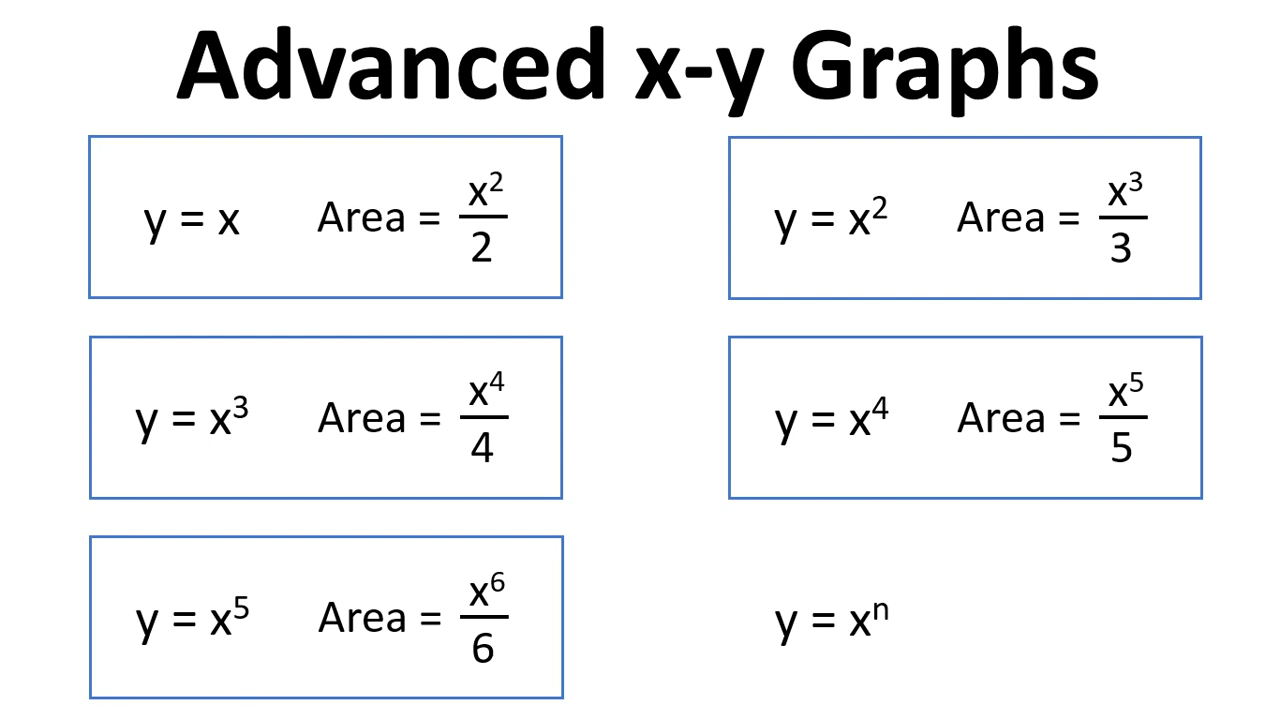 Advanced x-y Graphs
y = x Area = x²/2
y = x² Area = x³/3
y = x³ Area = x⁴/4
y = x⁴ Area = x⁵/5
y = x⁵ Area = x⁶/6
y = xⁿ